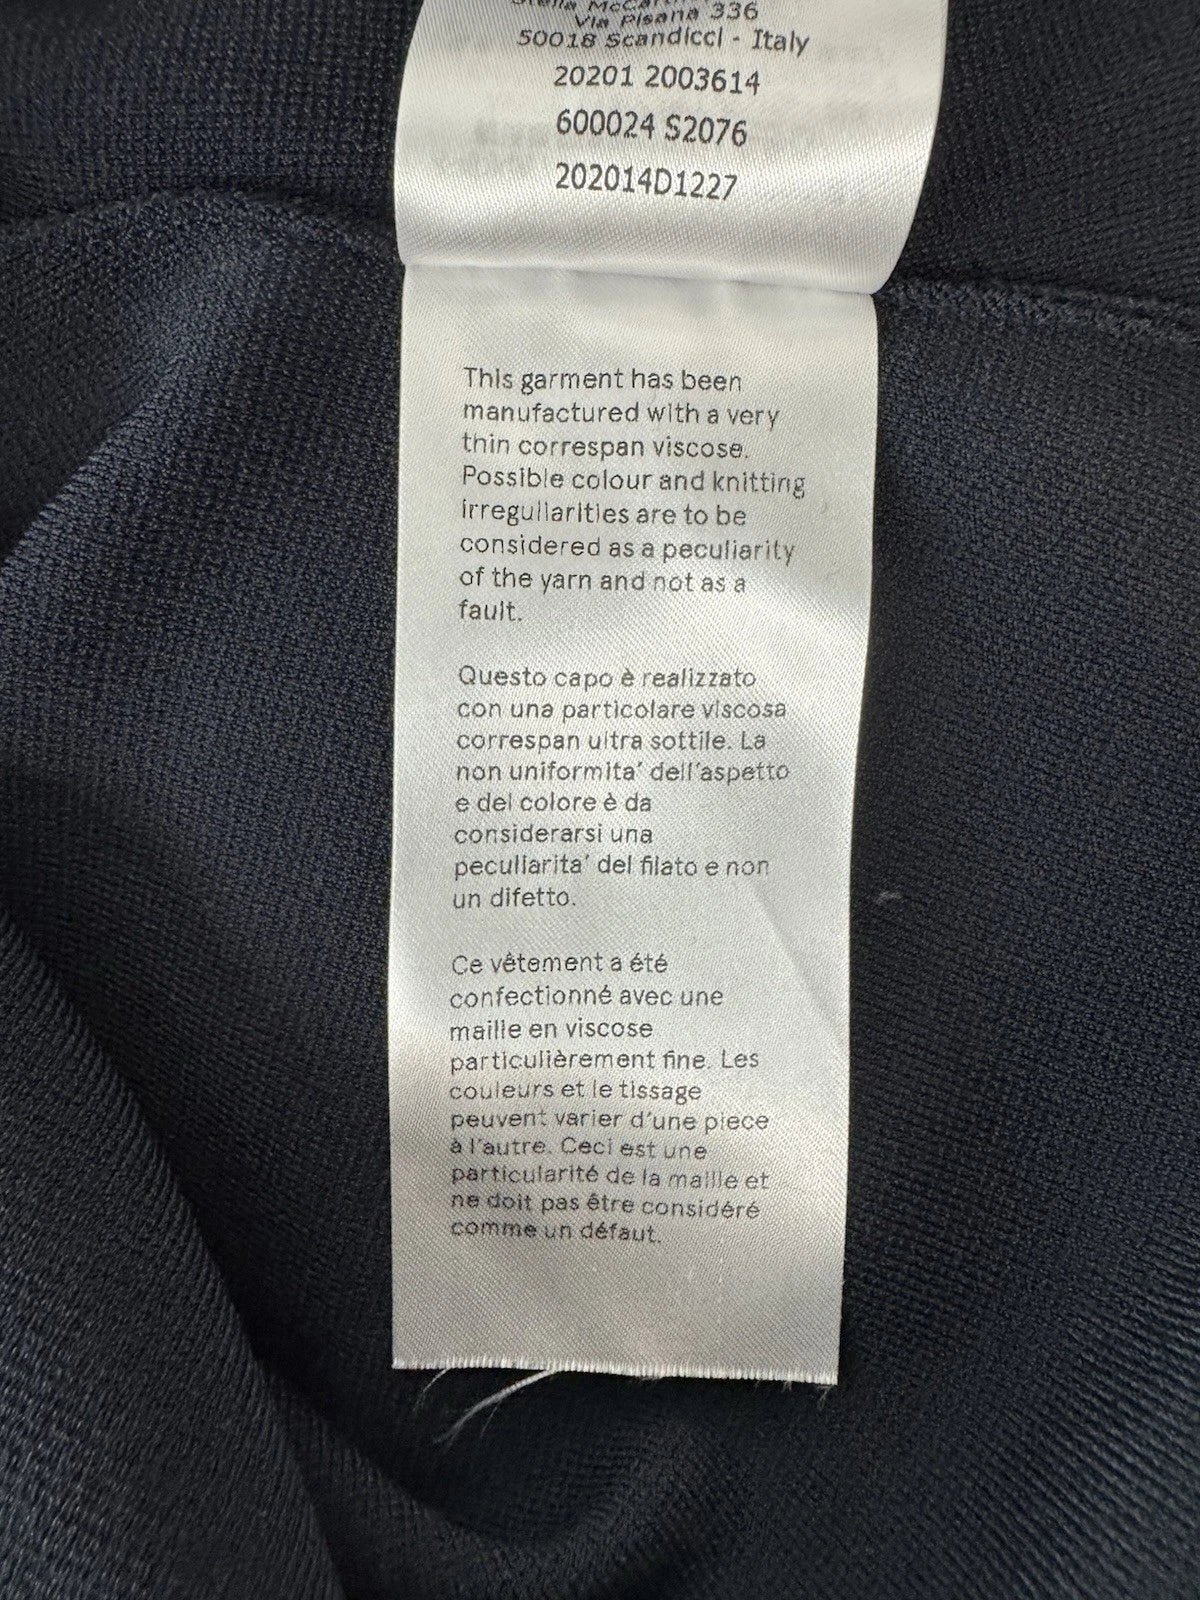 Stella McCar
Via Pisana 336
50018 Scandicci - Italy
20201 2003614
600024 S2076
202014D1227
This garment has been
manufactured with a very
thin correspan viscose.
Possible colour and knitting
irregularities are to be
considered as a peculiarity
of the yarn and not as a
fault.
Questo capo è realizzato
con una particolare viscosa
correspan ultra sottile. La
non uniformita' dell'aspetto
e del colore è da
considerarsi una
peculiarita' del filato e non
un difetto.
Ce vêtement a été
confectionné avec une
maille en viscose
particulièrement fine. Les
couleurs et le tissage
peuvent varier d'une piece
à l'autre. Ceci est une
particularité de la maille et
ne doit pas être considéré
comme un défaut.